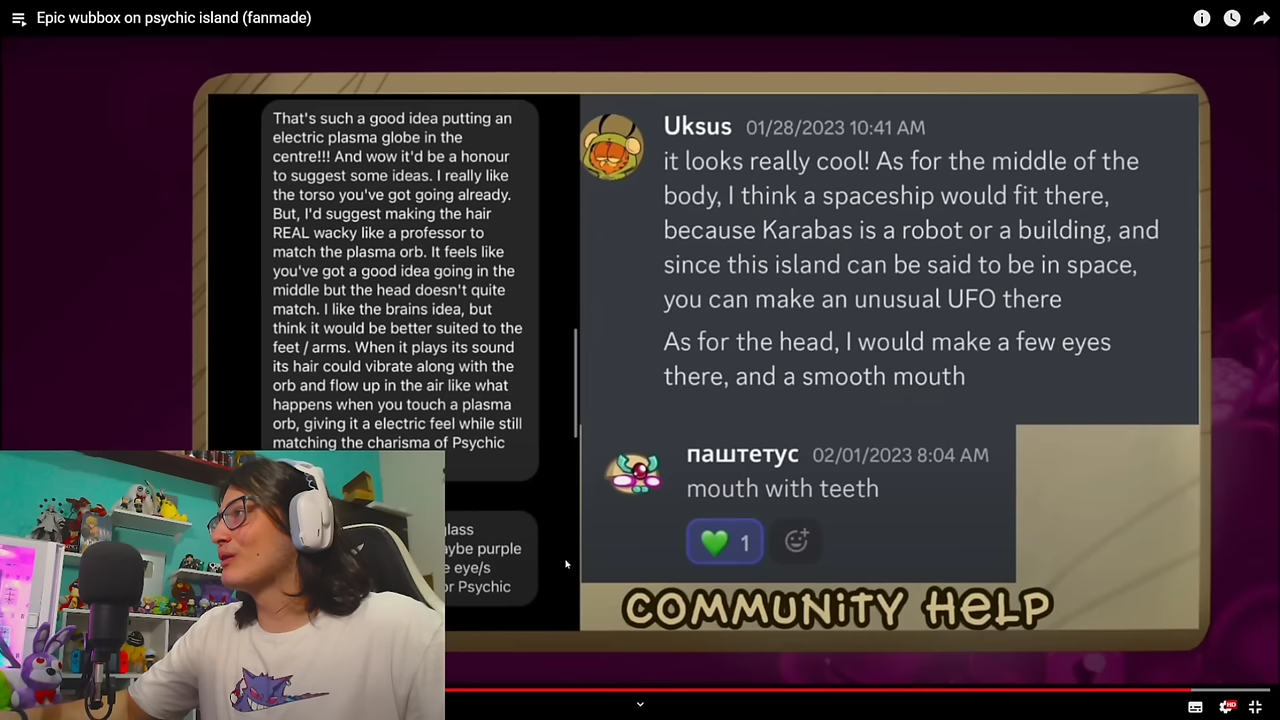 Epic wubbox on psychic island (fanmade)
That's such a good idea putting an
electric plasma globe in the
centre!!! And wow it'd be a honour
to suggest some ideas. I really like
the torso you've got going already.
But, I'd suggest making the hair
REAL wacky like a professor to
match the plasma orb. It feels like
you've got a good idea going in the
middle but the head doesn't quite
match. I like the brains idea, but
think it would be better suited to the
feet / arms. When it plays its sound
its hair could vibrate along with the
orb and flow up in the air like what
happens when you touch a plasma
orb, giving it a electric feel while still
matching the charisma of Psychic
purple
eye/s
Psychic
Uksus 01/28/2023 10:41 AM
it looks really cool! As for the middle of the
body, I think a spaceship would fit there,
because Karabas is a robot or a building, and
since this island can be said to be in space,
you can make an unusual UFO there
As for the head, I would make a few eyes
there, and a smooth mouth
паштетус 02/01/2023 8:04 AM
mouth with teeth
1
COMMUNITY HELP
HD